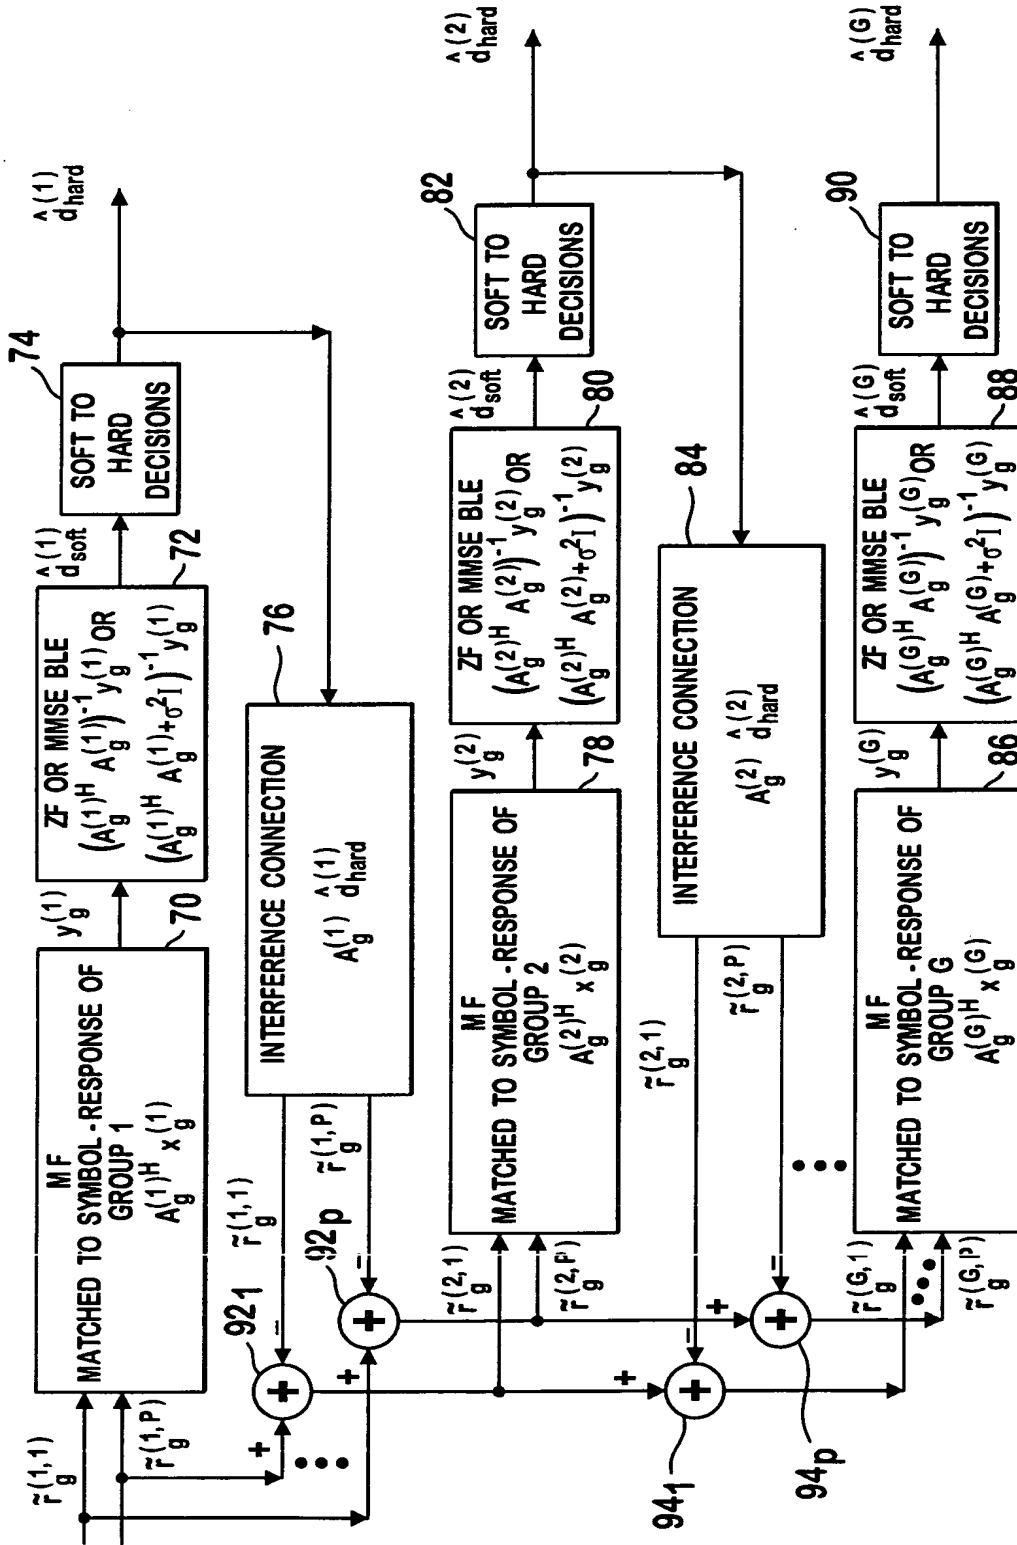 r̃_g^(1,1)
r̃_g^(1,P)
MF
MATCHED TO SYMBOL-RESPONSE OF
GROUP 1
A_g^(1)H x_g^(1)
70
y_g^(1)
ZF OR MMSE BLE
(A_g^(1)H A_g^(1))^-1 y_g^(1) OR
(A_g^(1)H A_g^(1)+σ^2I)^-1 y_g^(1)
72
d̂_soft^(1)
SOFT TO
HARD
DECISIONS
74
d̂_hard^(1)
+
+
92₁
92p
−
−
r̃_g^(1,1)
r̃_g^(1,P)
INTERFERENCE CONNECTION
A_g^(1) d̂_hard^(1)
76
r̃_g^(2,1)
r̃_g^(2,P)
MF
MATCHED TO SYMBOL-RESPONSE OF
GROUP 2
A_g^(2)H x_g^(2)
78
y_g^(2)
ZF OR MMSE BLE
(A_g^(2)H A_g^(2))^-1 y_g^(2) OR
(A_g^(2)H A_g^(2)+σ^2I)^-1 y_g^(2)
80
d̂_soft^(2)
SOFT TO
HARD
DECISIONS
82
d̂_hard^(2)
+
+
94₁
94p
−
−
r̃_g^(2,1)
r̃_g^(2,P)
INTERFERENCE CONNECTION
A_g^(2) d̂_hard^(2)
84
r̃_g^(G,1)
r̃_g^(G,P)
MF
MATCHED TO SYMBOL-RESPONSE OF
GROUP G
A_g^(G)H x_g^(G)
86
y_g^(G)
ZF OR MMSE BLE
(A_g^(G)H A_g^(G))^-1 y_g^(G) OR
(A_g^(G)H A_g^(G)+σ^2I)^-1 y_g^(G)
88
d̂_soft^(G)
SOFT TO
HARD
DECISIONS
90
d̂_hard^(G)